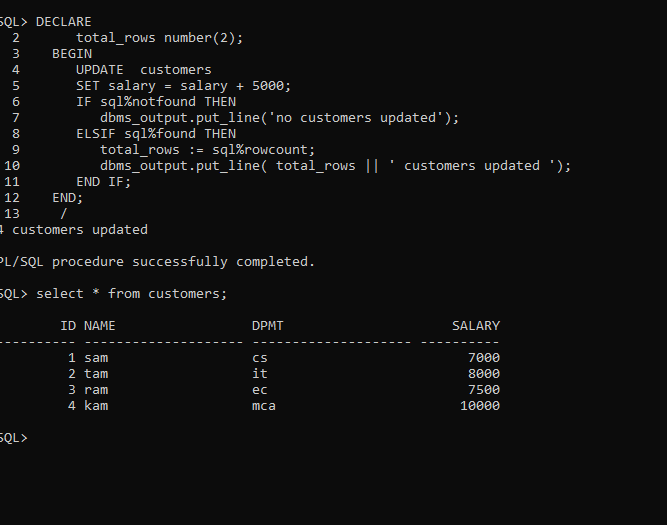 SQL> DECLARE
  2       total_rows number(2);
  3    BEGIN
  4       UPDATE  customers
  5       SET salary = salary + 5000;
  6       IF sql%notfound THEN
  7          dbms_output.put_line('no customers updated');
  8       ELSIF sql%found THEN
  9          total_rows := sql%rowcount;
 10          dbms_output.put_line( total_rows || ' customers updated ');
 11       END IF;
 12    END;
 13     /
4 customers updated
PL/SQL procedure successfully completed.
SQL> select * from customers;
        ID NAME                 DPMT                     SALARY
---------- -------------------- -------------------- ----------
         1 sam                  cs                         7000
         2 tam                  it                         8000
         3 ram                  ec                         7500
         4 kam                  mca                       10000
SQL>